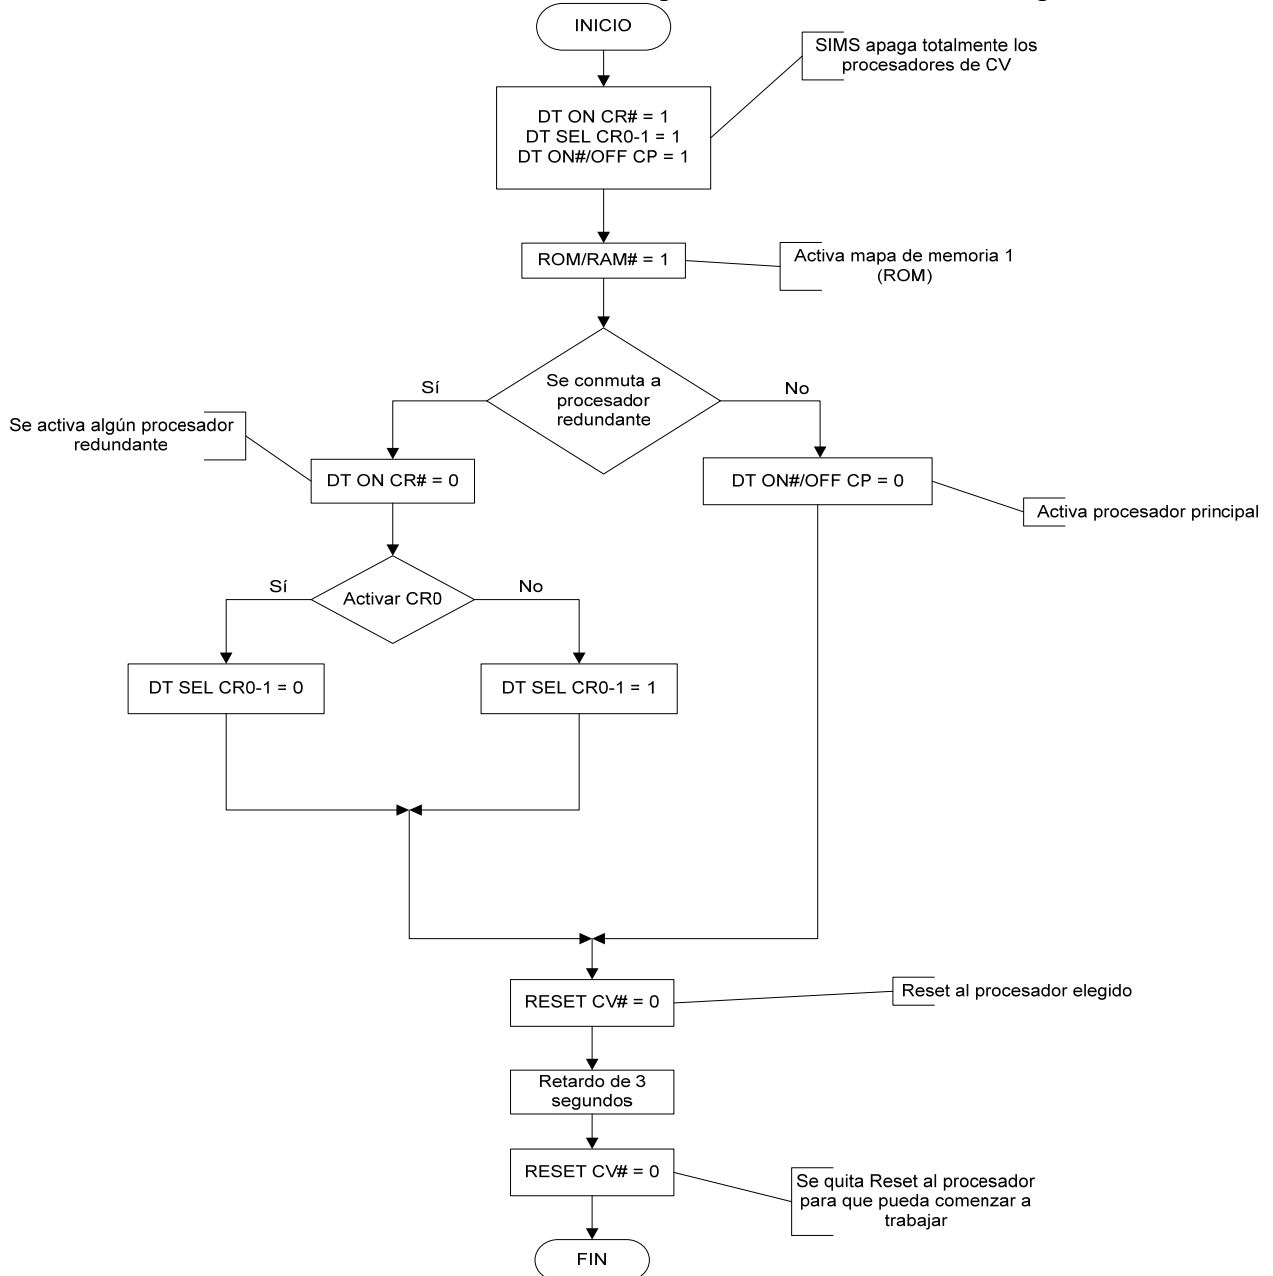 INICIO
SIMS apaga totalmente los
procesadores de CV
DT ON CR# = 1
DT SEL CR0-1 = 1
DT ON#/OFF CP = 1
ROM/RAM# = 1
Activa mapa de memoria 1
(ROM)
Se conmuta a
procesador
redundante
Sí
No
Se activa algún procesador
redundante
DT ON CR# = 0
DT ON#/OFF CP = 0
Activa procesador principal
Sí
Activar CR0
No
DT SEL CR0-1 = 0
DT SEL CR0-1 = 1
RESET CV# = 0
Reset al procesador elegido
Retardo de 3
segundos
RESET CV# = 0
Se quita Reset al procesador
para que pueda comenzar a
trabajar
FIN